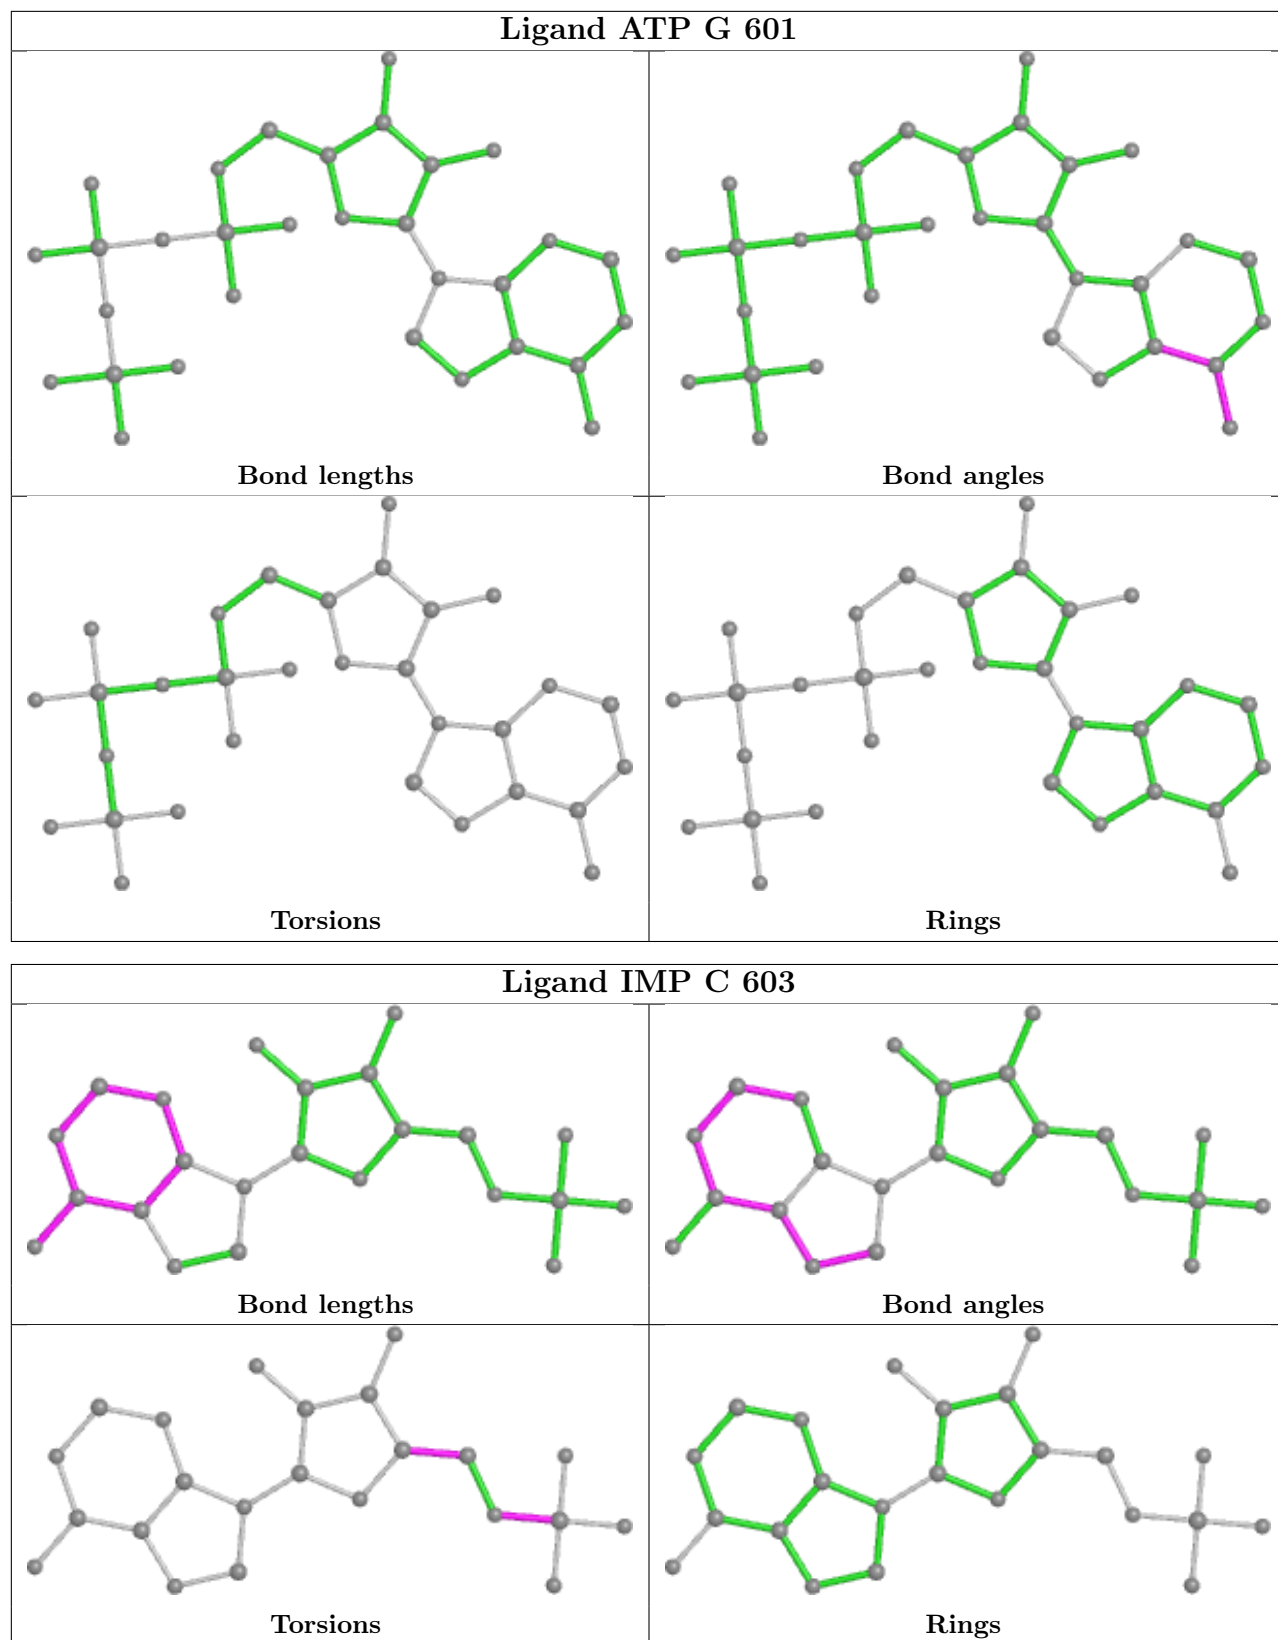 Ligand ATP G 601
Bond lengths
Bond angles
Torsions
Rings
Ligand IMP C 603
Bond lengths
Bond angles
Torsions
Rings